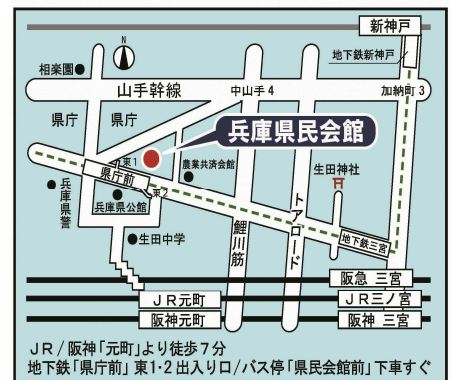 新神戸
地下鉄新神戸
N
相楽園
山手幹線
中山手4
加納町3
県庁
県庁
兵庫県民会館
東1
県庁前
農業共済会館
生田神社
東2
兵庫県警
兵庫県公館
トアロード
鯉川筋
生田中学
地下鉄三宮
阪急 三宮
JR元町
JR三ノ宮
阪神元町
阪神 三宮
JR/阪神「元町」より徒歩7分
地下鉄「県庁前」東1・2出入り口/バス停「県民会館前」下車すぐ